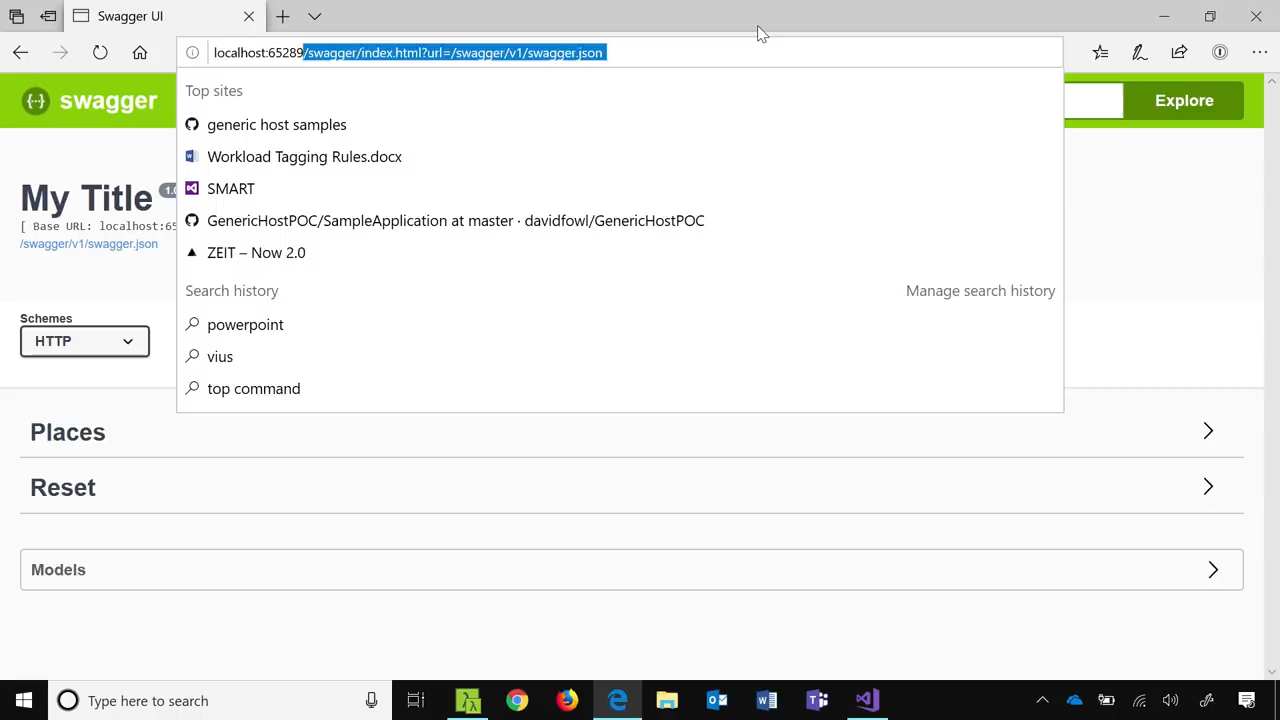 Swagger UI
localhost:65289/swagger/index.html?url=/swagger/v1/swagger.json
swagger
Explore
Top sites
generic host samples
Workload Tagging Rules.docx
SMART
GenericHostPOC/SampleApplication at master · davidfowl/GenericHostPOC
ZEIT – Now 2.0
Search history
Manage search history
powerpoint
vius
top command
My Title
1.0
[ Base URL: localhost:65
/swagger/v1/swagger.json
Schemes
HTTP
Places
Reset
Models
Type here to search